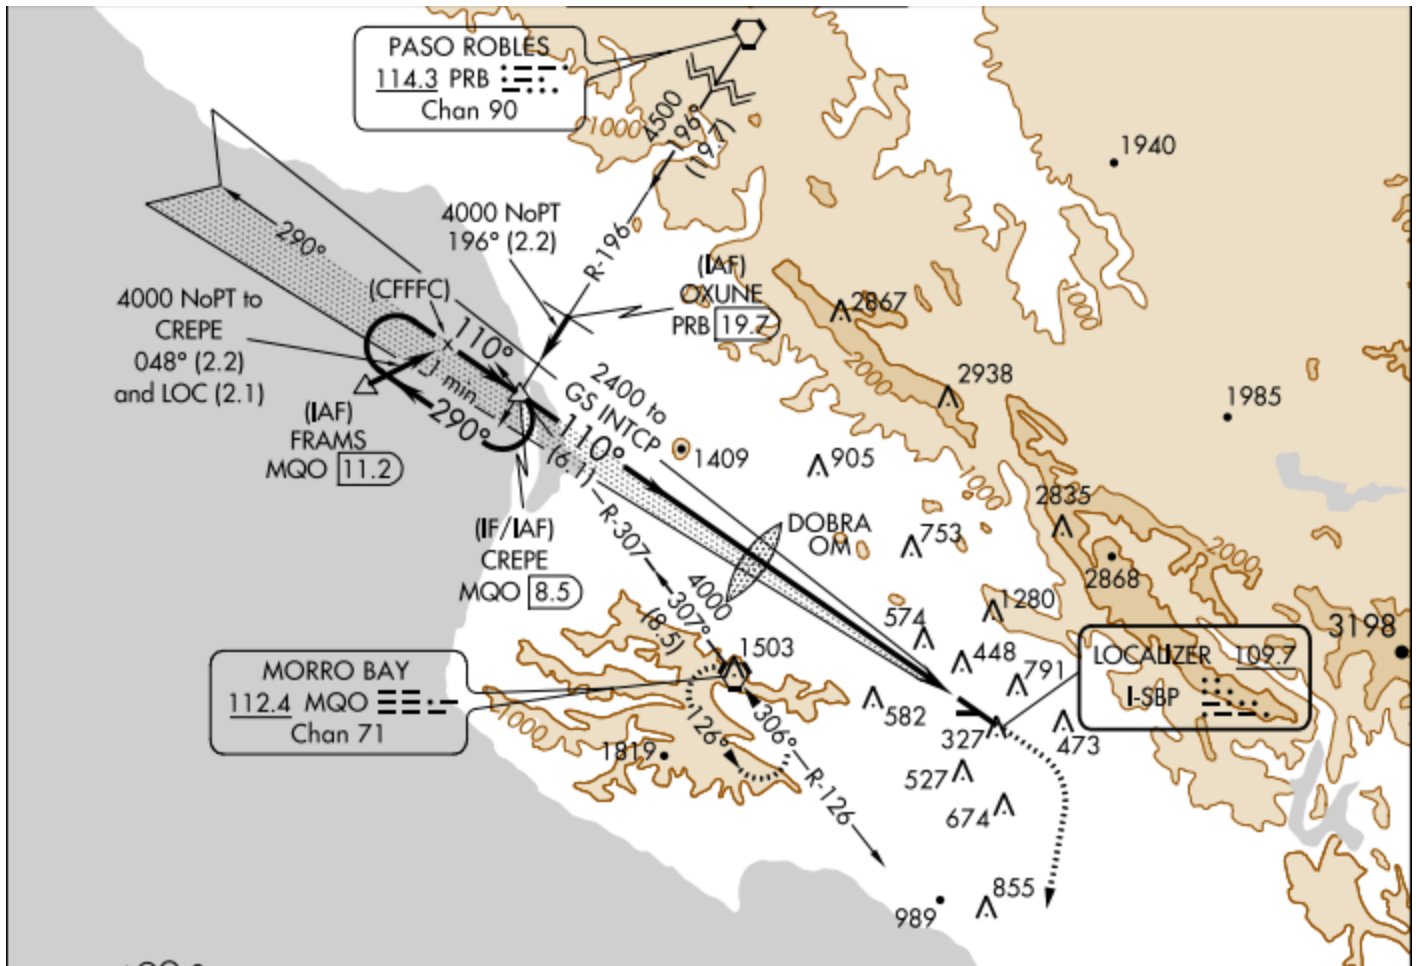 PASO ROBLES
114.3 PRB
Chan 90
1000
4500
196°
(19.7)
1940
4000 NoPT
196° (2.2)
R-196
290°
(IAF)
OXUNE
PRB 19.7
(CFFFC)
4000 NoPT to
CREPE
048° (2.2)
and LOC (2.1)
110°
1 min
290°
2867
1000
2000
2938
1985
2400 to
GS INTCP
110°
(6.1)
1409
905
(IAF)
FRAMS
MQO 11.2
1000
2835
(IF/IAF)
CREPE
MQO 8.5
R-307
DOBRA
OM
753
2000
2868
4000
307°
(8.5)
1280
574
3198
1503
448
791
LOCALIZER 109.7
I-SBP
MORRO BAY
112.4 MQO
Chan 71
1000
582
327
473
126°
306°
R-126
1819
527
674
855
989